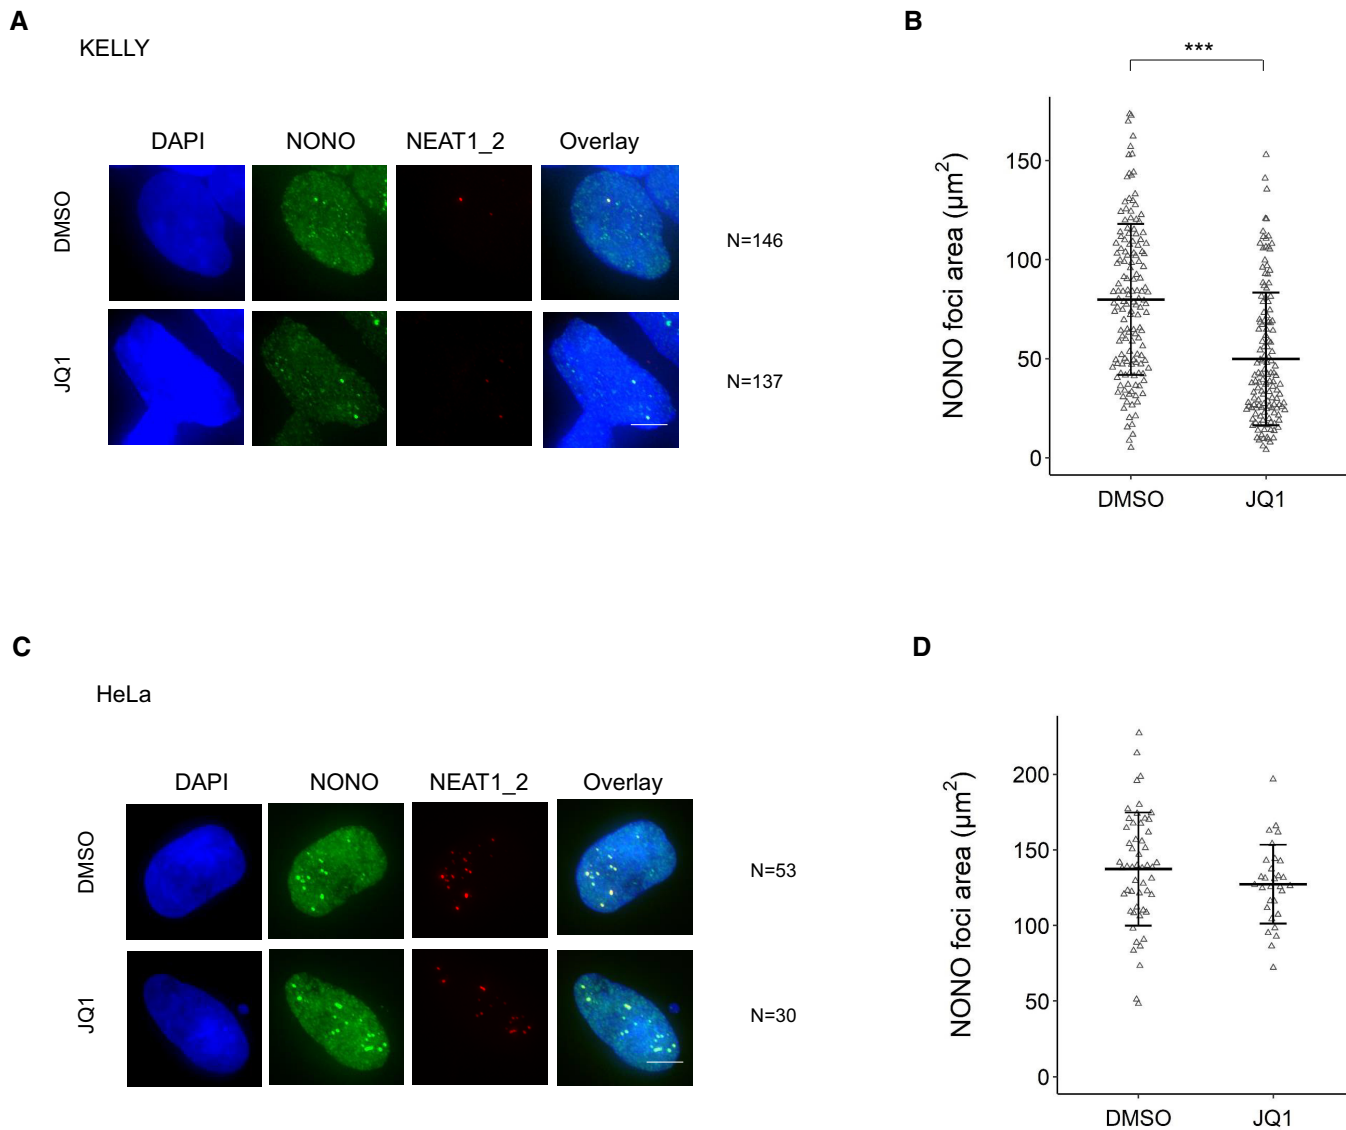 A
KELLY
DAPI NONO NEAT1_2 Overlay
DMSO
N=146
JQ1
N=137
B
***
NONO foci area (µm²)
150
100
50
0
DMSO JQ1
C
HeLa
DAPI NONO NEAT1_2 Overlay
DMSO
N=53
JQ1
N=30
D
NONO foci area (µm²)
200
150
100
50
0
DMSO JQ1